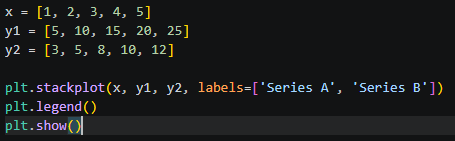 x = [1, 2, 3, 4, 5]
y1 = [5, 10, 15, 20, 25]
y2 = [3, 5, 8, 10, 12]
plt.stackplot(x, y1, y2, labels=['Series A', 'Series B'])
plt.legend()
plt.show()